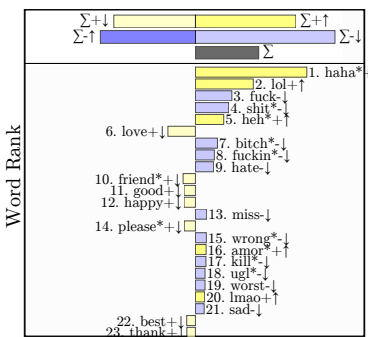 Σ+↓ Σ+↑
Σ-↑ Σ-↓
Σ
1. haha*+
2. lol+↑
3. fuck-↓
4. shit*-↓
5. heh*+↑
6. love+↓
7. bitch*-↓
8. fuckin*-↓
9. hate-↓
10. friend*+↓
11. good+↓
12. happy+↓
13. miss-↓
14. please*+↓
15. wrong*-↓
16. amor*+↑
17. kill*-↓
18. ugl*-↓
19. worst-↓
20. lmao+↑
21. sad-↓
22. best+↓
23. thank+↓
Word Rank